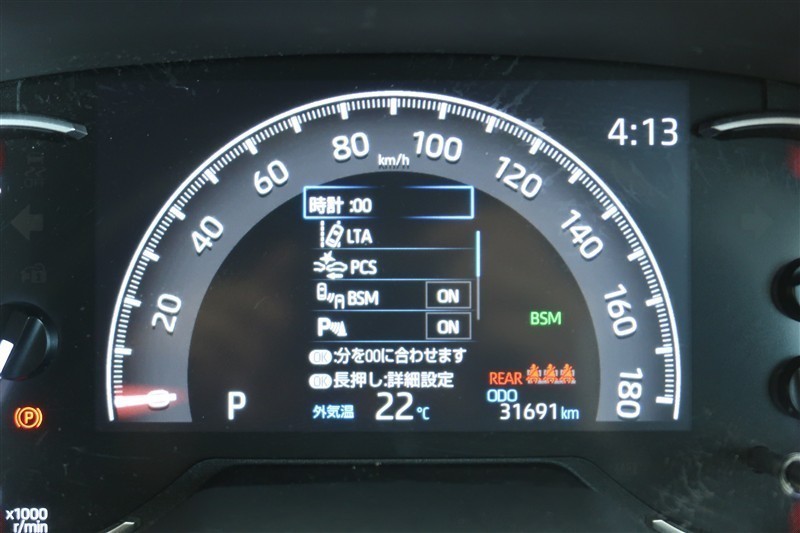 4:13
20
40
60
80
km/h
100
120
140
160
180
時計 :00
LTA
PCS
BSM ON
P ON
BSM
OK :分を00に合わせます
OK 長押し:詳細設定
REAR
ODO
P
外気温 22 ℃
31691 km
P
x1000
r/min